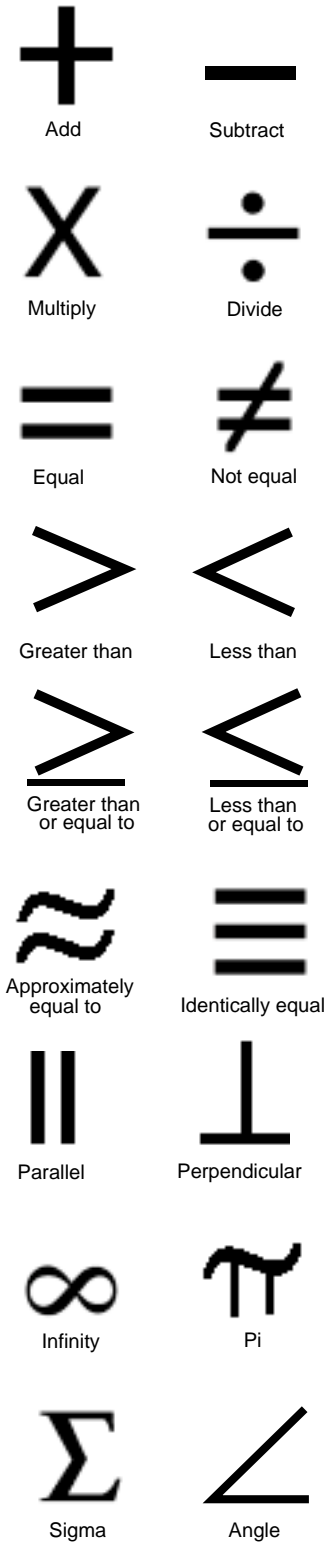 + −
Add Subtract
X ÷
Multiply Divide
= ≠
Equal Not equal
> <
Greater than Less than
≥ ≤
Greater than Less than
or equal to or equal to
≈ ≡
Approximately
equal to Identically equal
∥ ⊥
Parallel Perpendicular
∞ π
Infinity Pi
Σ ∠
Sigma Angle